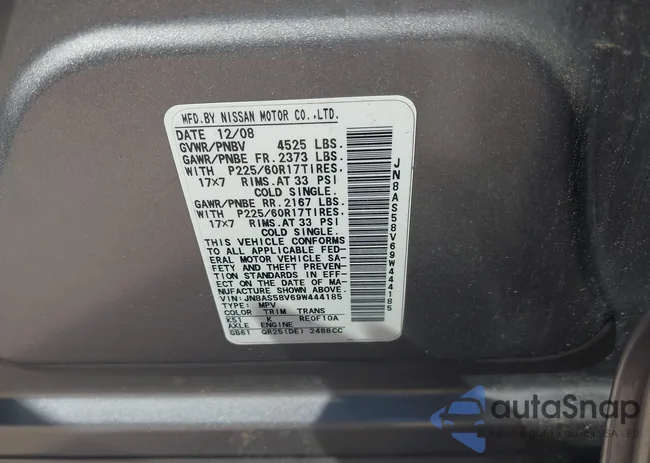 MFD.BY NISSAN MOTOR CO.,LTD.
DATE 12/08
GVWR/PNBV 4525 LBS.
GAWR/PNBE FR. 2373 LBS.
WITH P225/60R17TIRES.
17x7 RIMS.AT 33 PSI
COLD SINGLE.
GAWR/PNBE RR. 2167 LBS.
WITH P225/60R17TIRES.
17x7 RIMS.AT 33 PSI
COLD SINGLE.
THIS VEHICLE CONFORMS
TO ALL APPLICABLE FED-
ERAL MOTOR VEHICLE SA-
FETY AND THEFT PREVEN-
TION STANDARDS IN EFF-
ECT ON THE DATE OF MA-
NUFACTURE SHOWN ABOVE.
VIN: JN8AS58V69W444185
TYPE MPV
COLOR TRIM TRANS
K51 K RE0F10A
AXLE ENGINE
GB61 QR25(DE) 2488CC
JN8AS58V69W444185
autoSnap